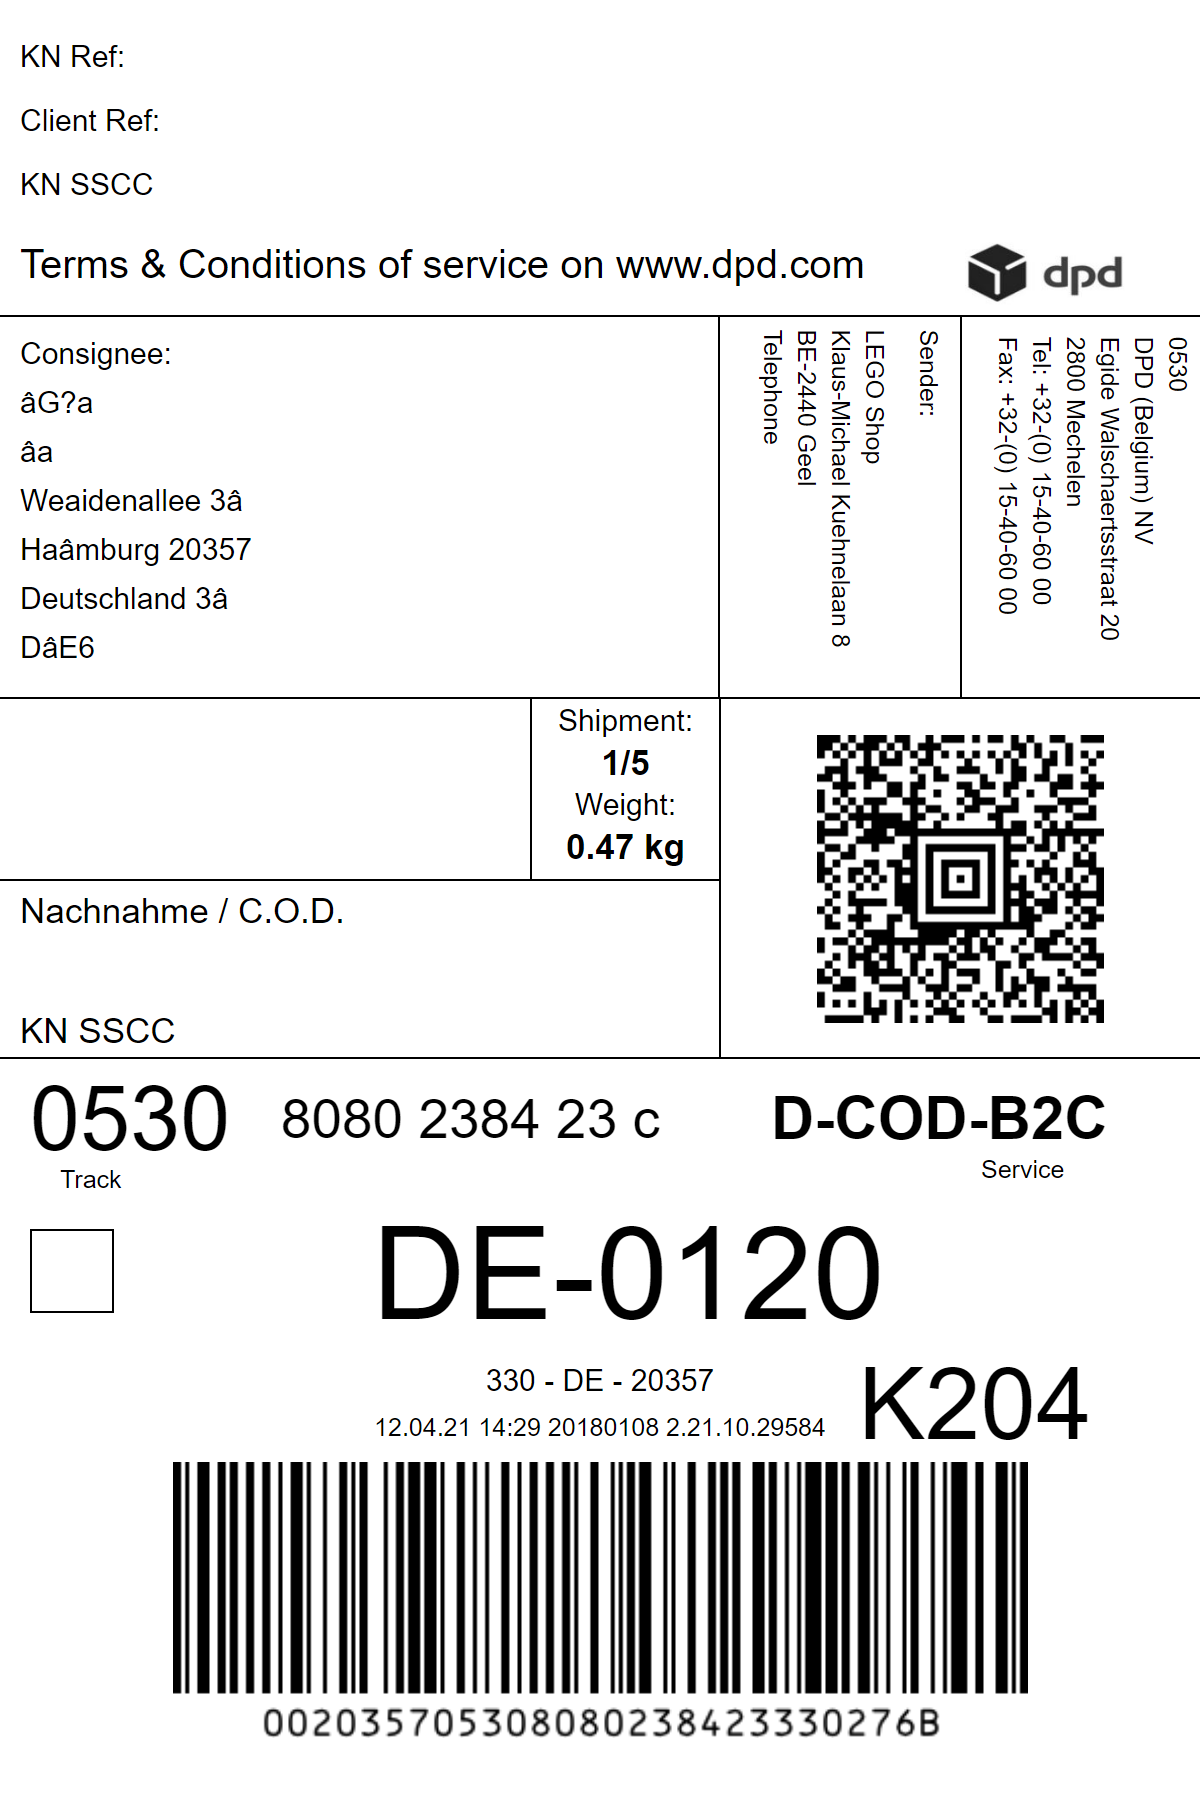 KN Ref:
Client Ref:
KN SSCC
Terms & Conditions of service on www.dpd.com
dpd
Consignee:
âG?a
âa
Weaidenallee 3â
Haâmburg 20357
Deutschland 3â
DâE6
Sender:
LEGO Shop
Klaus-Michael Kuehnelaan 8
BE-2440 Geel
Telephone
0530
DPD (Belgium) NV
Egide Walschaertsstraat 20
2800 Mechelen
Tel: +32-(0) 15-40-60 00
Fax: +32-(0) 15-40-60 00
Shipment:
1/5
Weight:
0.47 kg
Nachnahme / C.O.D.
KN SSCC
0530 8080 2384 23 c D-COD-B2C
Track
Service
DE-0120
330 - DE - 20357
K204
12.04.21 14:29 20180108 2.21.10.29584
002035705308080238423330276B